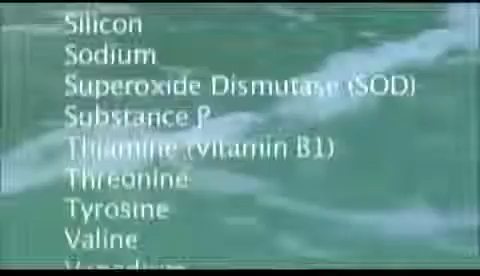 Silicon
Sodium
Superoxide Dismutase (SOD)
Substance P
Thiamine (Vitamin B1)
Threonine
Tyrosine
Valine